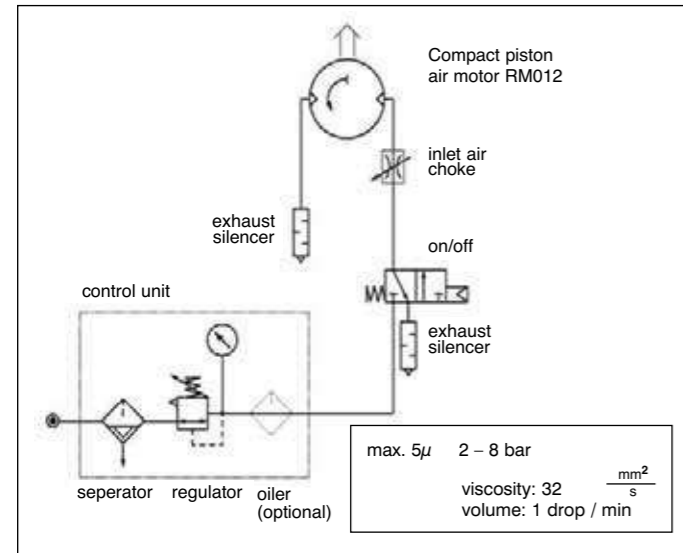 Compact piston
air motor RM012
inlet air
choke
exhaust
silencer
on/off
control unit
exhaust
silencer
seperator
regulator
oiler
(optional)
max. 5µ 2 – 8 bar
viscosity: 32 mm²/s
volume: 1 drop / min